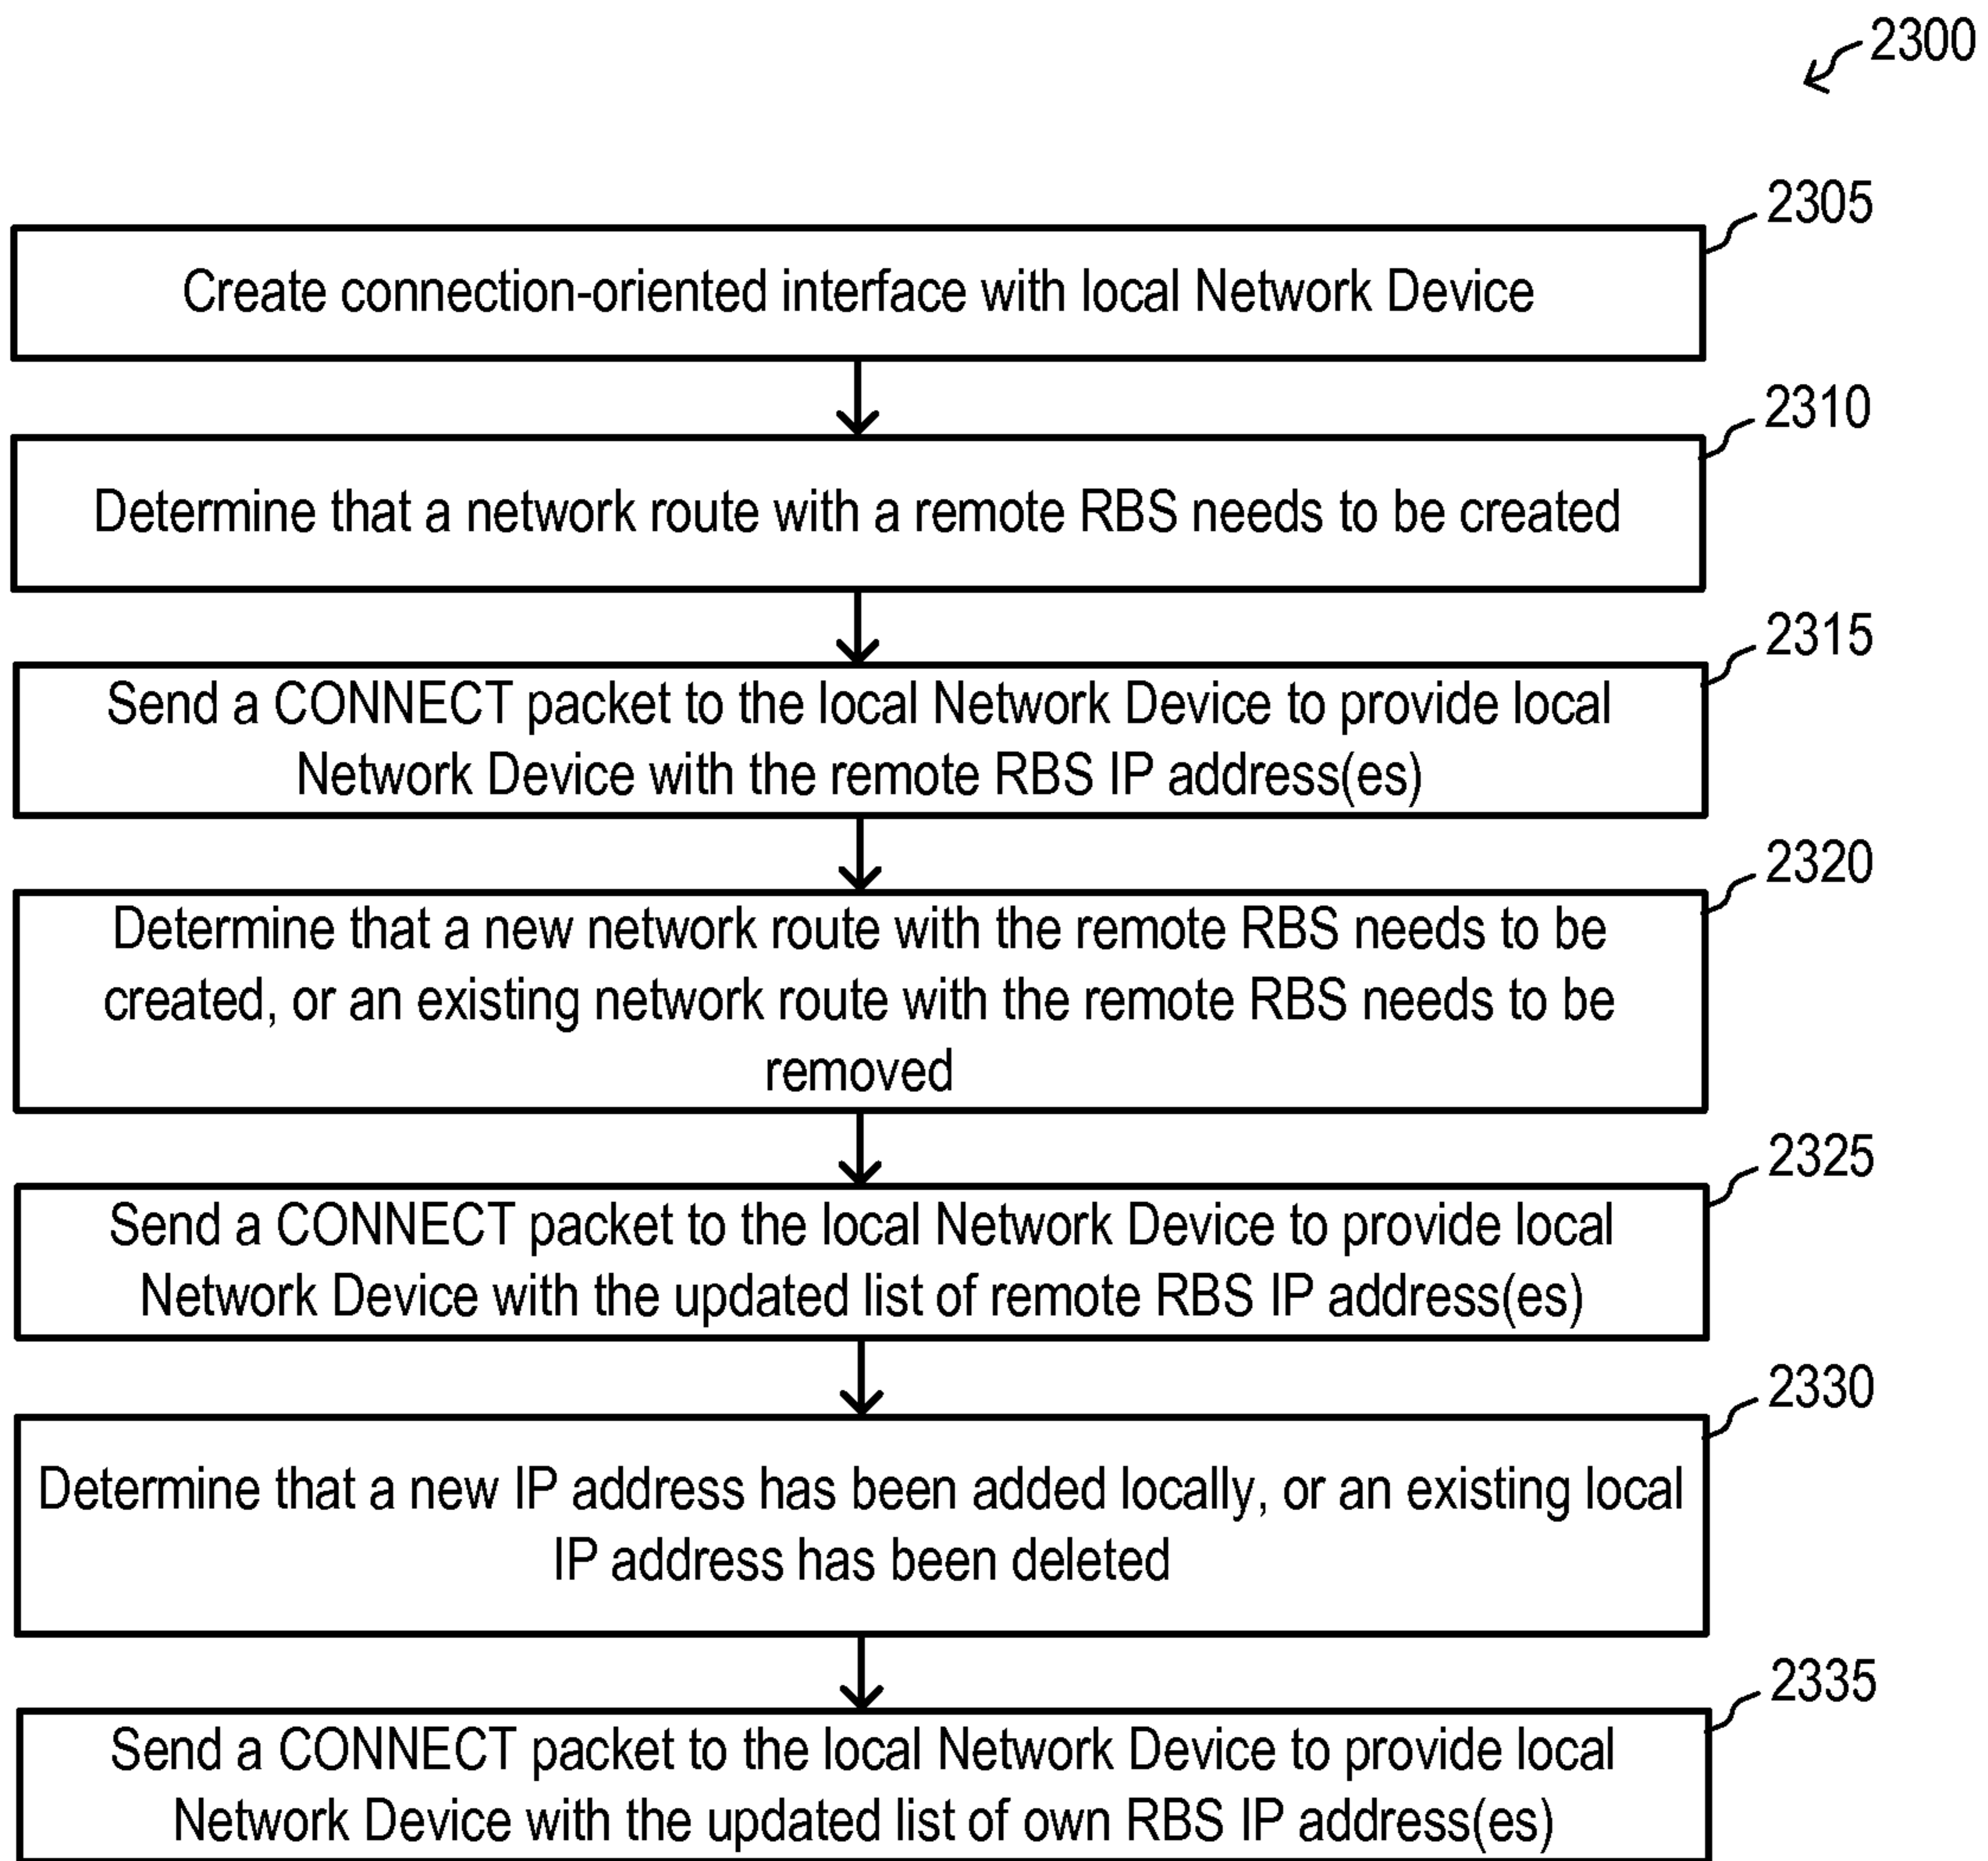 2300
2305
Create connection-oriented interface with local Network Device
2310
Determine that a network route with a remote RBS needs to be created
2315
Send a CONNECT packet to the local Network Device to provide local
Network Device with the remote RBS IP address(es)
2320
Determine that a new network route with the remote RBS needs to be
created, or an existing network route with the remote RBS needs to be
removed
2325
Send a CONNECT packet to the local Network Device to provide local
Network Device with the updated list of remote RBS IP address(es)
2330
Determine that a new IP address has been added locally, or an existing local
IP address has been deleted
2335
Send a CONNECT packet to the local Network Device to provide local
Network Device with the updated list of own RBS IP address(es)